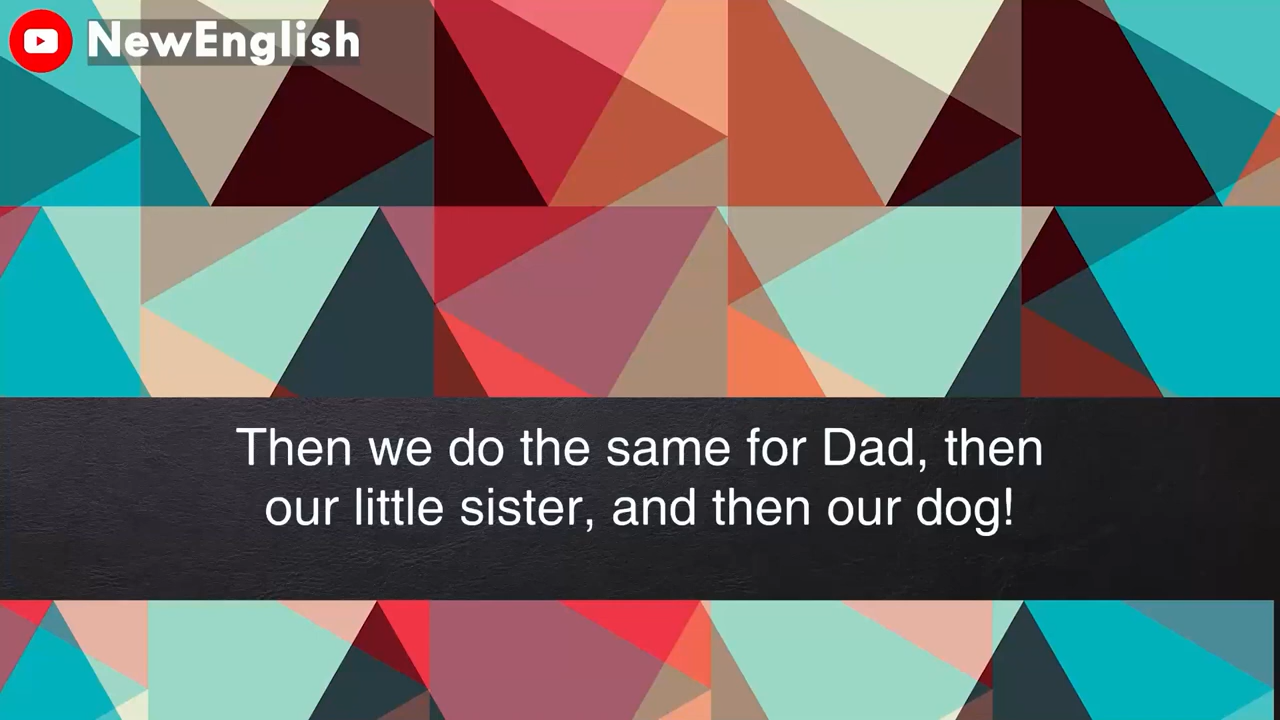 NewEnglish
Then we do the same for Dad, then
our little sister, and then our dog!